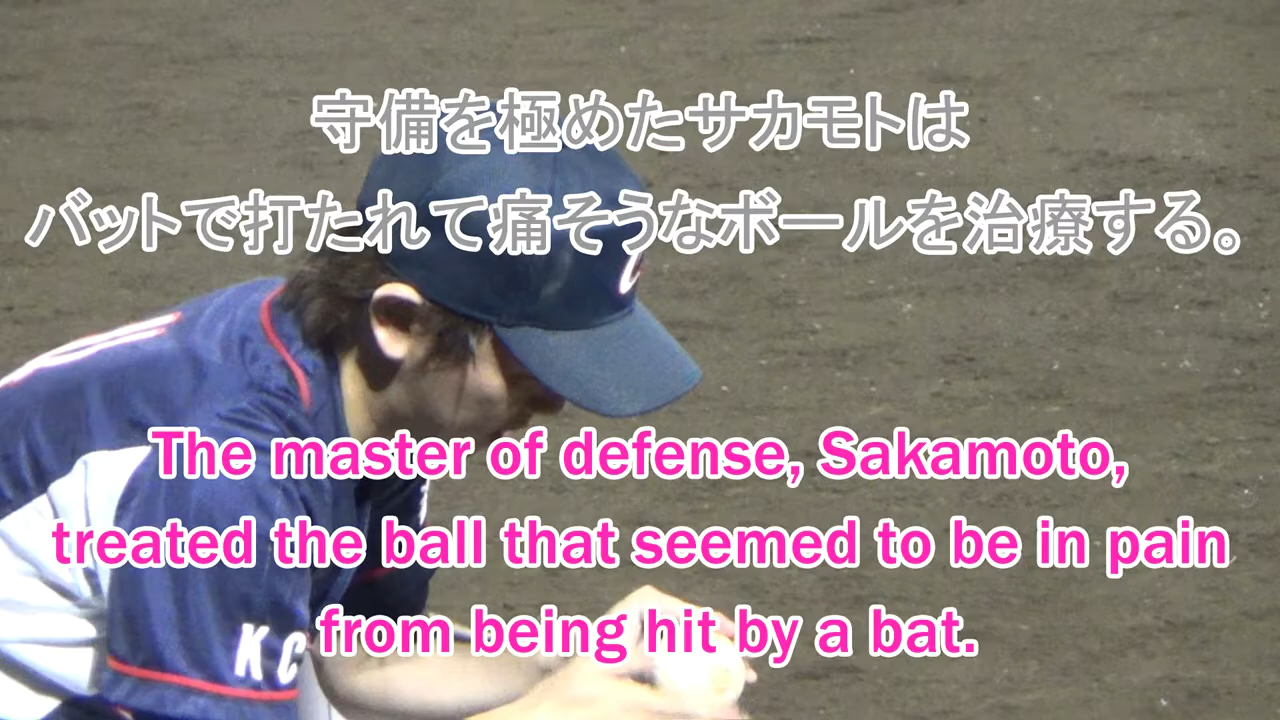 守備を極めたサカモトは
バットで打たれて痛そうなボールを治療する。
The master of defense, Sakamoto,
treated the ball that seemed to be in pain
from being hit by a bat.
K C